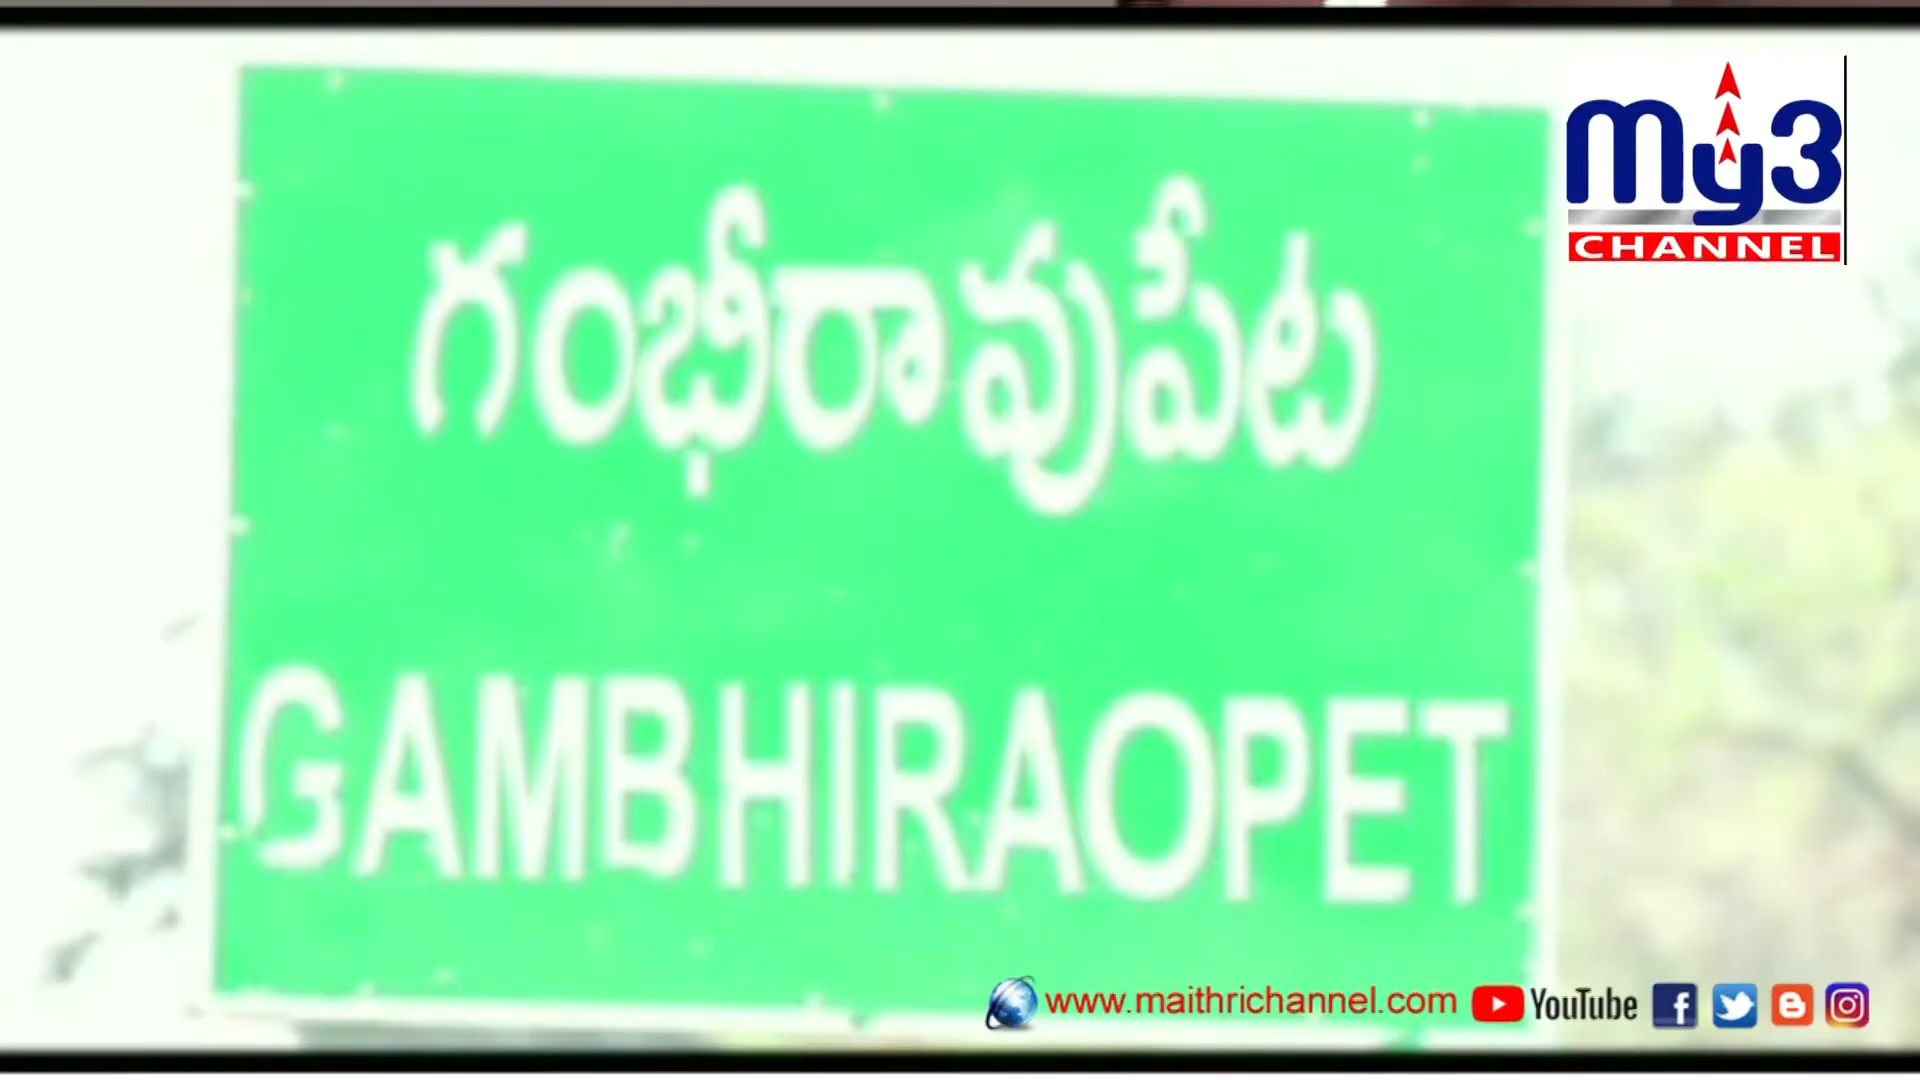 my3
CHANNEL
గంభీరావుపేట
GAMBHIRAOPET
www.maithrichannel.com YouTube